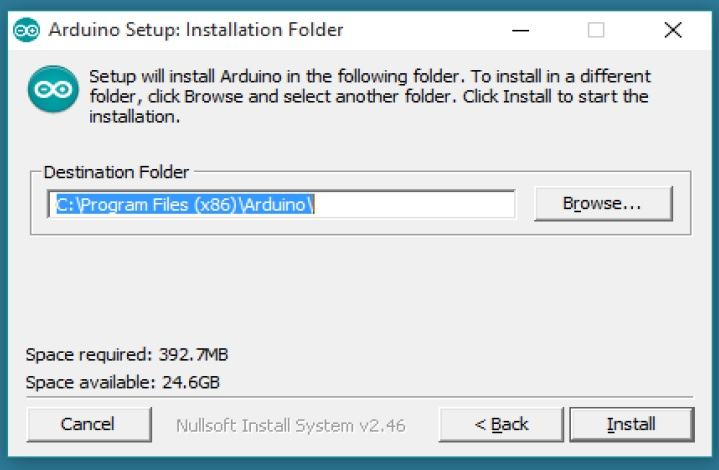 Arduino Setup: Installation Folder
Setup will install Arduino in the following folder. To install in a different
folder, click Browse and select another folder. Click Install to start the
installation.
Destination Folder
C:\Program Files (x86)\Arduino\
Browse...
Space required: 392.7MB
Space available: 24.6GB
Cancel
Nullsoft Install System v2.46
< Back
Install